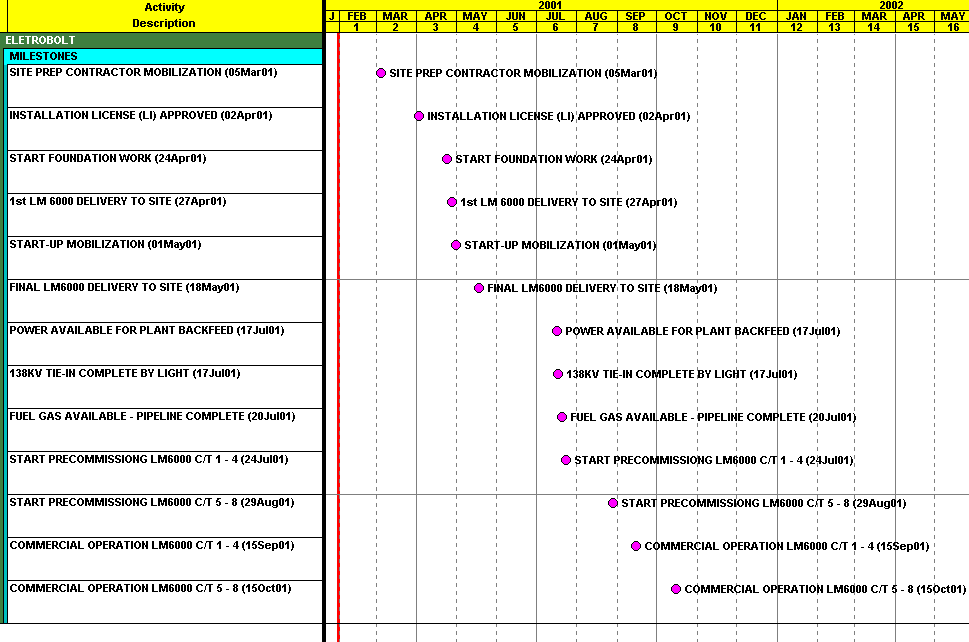 Activity
Description
2001
2002
J FEB MAR APR MAY JUN JUL AUG SEP OCT NOV DEC JAN FEB MAR APR MAY
1 2 3 4 5 6 7 8 9 10 11 12 13 14 15 16
ELETROBOLT
MILESTONES
SITE PREP CONTRACTOR MOBILIZATION (05Mar01)
SITE PREP CONTRACTOR MOBILIZATION (05Mar01)
INSTALLATION LICENSE (LI) APPROVED (02Apr01)
INSTALLATION LICENSE (LI) APPROVED (02Apr01)
START FOUNDATION WORK (24Apr01)
START FOUNDATION WORK (24Apr01)
1st LM 6000 DELIVERY TO SITE (27Apr01)
1st LM 6000 DELIVERY TO SITE (27Apr01)
START-UP MOBILIZATION (01May01)
START-UP MOBILIZATION (01May01)
FINAL LM6000 DELIVERY TO SITE (18May01)
FINAL LM6000 DELIVERY TO SITE (18May01)
POWER AVAILABLE FOR PLANT BACKFEED (17Jul01)
POWER AVAILABLE FOR PLANT BACKFEED (17Jul01)
138KV TIE-IN COMPLETE BY LIGHT (17Jul01)
138KV TIE-IN COMPLETE BY LIGHT (17Jul01)
FUEL GAS AVAILABLE - PIPELINE COMPLETE (20Jul01)
FUEL GAS AVAILABLE - PIPELINE COMPLETE (20Jul01)
START PRECOMMISSIONG LM6000 C/T 1 - 4 (24Jul01)
START PRECOMMISSIONG LM6000 C/T 1 - 4 (24Jul01)
START PRECOMMISSIONG LM6000 C/T 5 - 8 (29Aug01)
START PRECOMMISSIONG LM6000 C/T 5 - 8 (29Aug01)
COMMERCIAL OPERATION LM6000 C/T 1 - 4 (15Sep01)
COMMERCIAL OPERATION LM6000 C/T 1 - 4 (15Sep01)
COMMERCIAL OPERATION LM6000 C/T 5 - 8 (15Oct01)
COMMERCIAL OPERATION LM6000 C/T 5 - 8 (15Oct01)